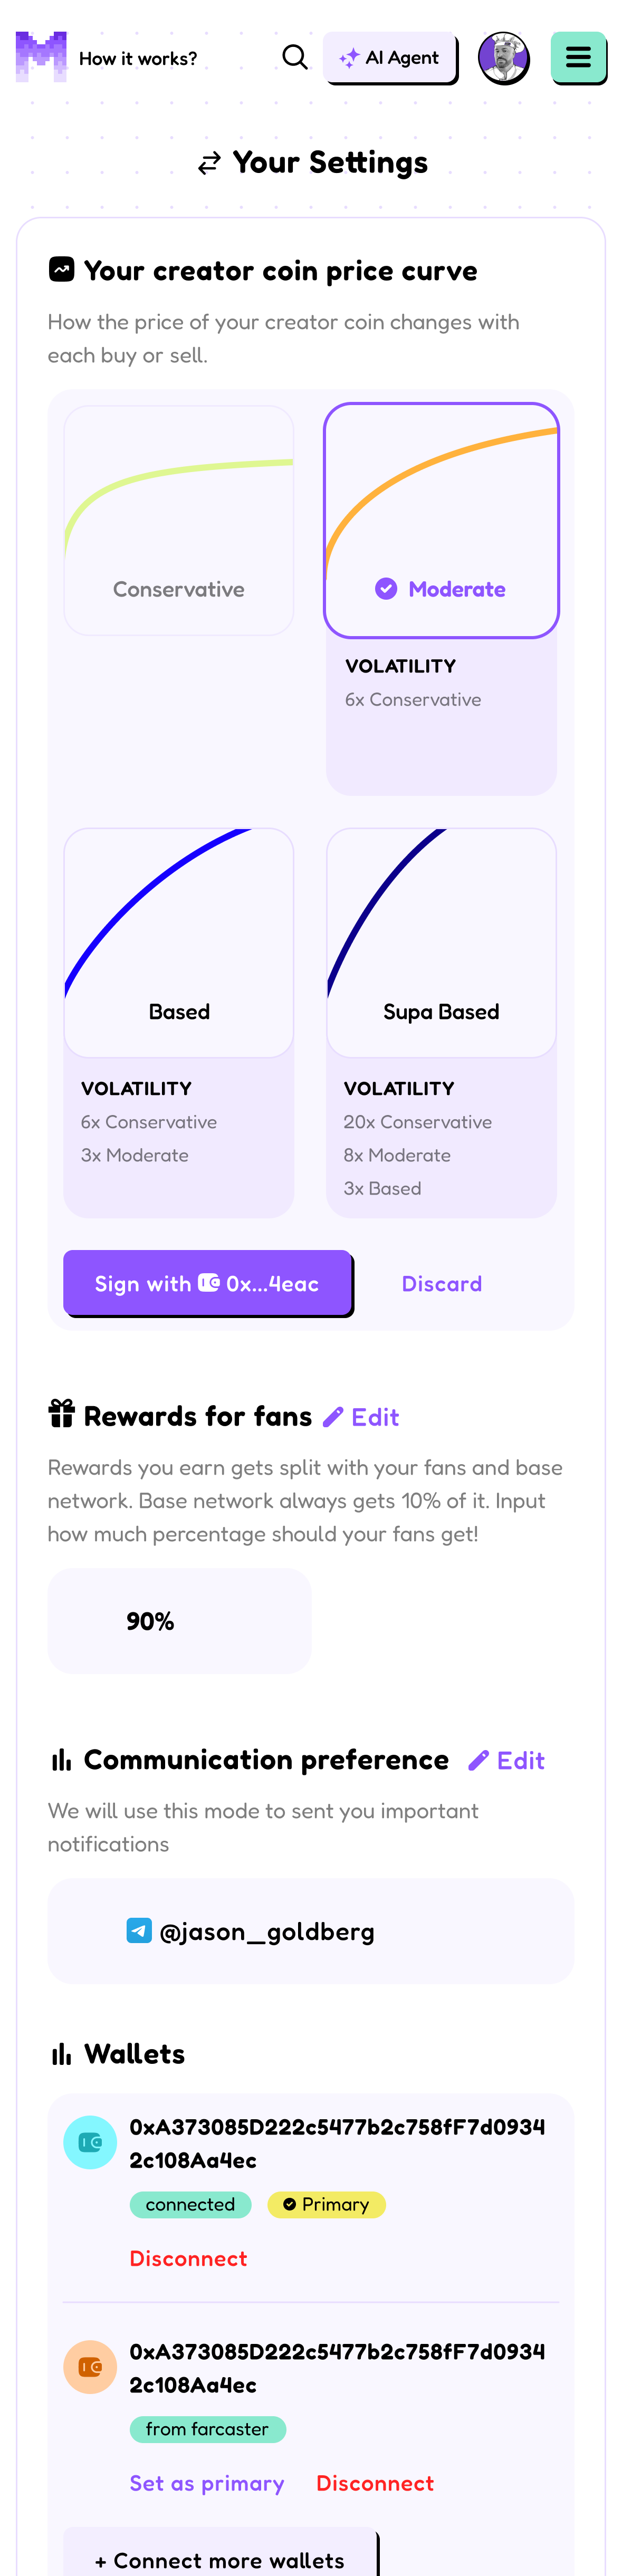 How it works?
AI Agent
Your Settings
Your creator coin price curve
How the price of your creator coin changes with
each buy or sell.
Conservative
Moderate
VOLATILITY
6x Conservative
Based
Supa Based
VOLATILITY
6x Conservative
3x Moderate
VOLATILITY
20x Conservative
8x Moderate
3x Based
Sign with 0x...4eac
Discard
Rewards for fans Edit
Rewards you earn gets split with your fans and base
network. Base network always gets 10% of it. Input
how much percentage should your fans get!
90%
Communication preference Edit
We will use this mode to sent you important
notifications
@jason_goldberg
Wallets
0xA373085D222c5477b2c758fF7d0934
2c108Aa4ec
connected Primary
Disconnect
0xA373085D222c5477b2c758fF7d0934
2c108Aa4ec
from farcaster
Set as primary Disconnect
+ Connect more wallets